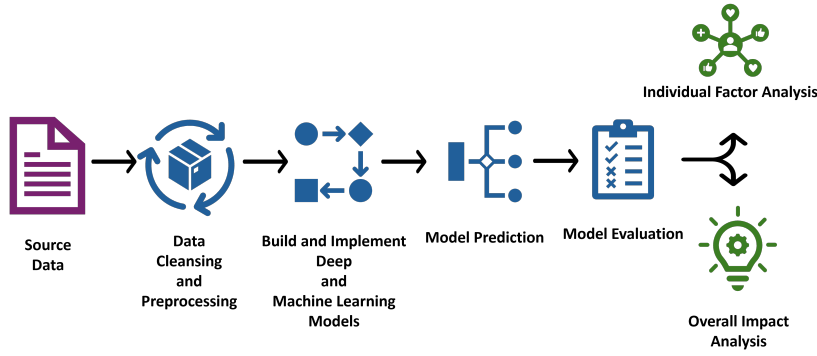 Source
Data
Data
Cleansing
and
Preprocessing
Build and Implement
Deep
and
Machine Learning
Models
Model Prediction
Model Evaluation
Individual Factor Analysis
Overall Impact
Analysis